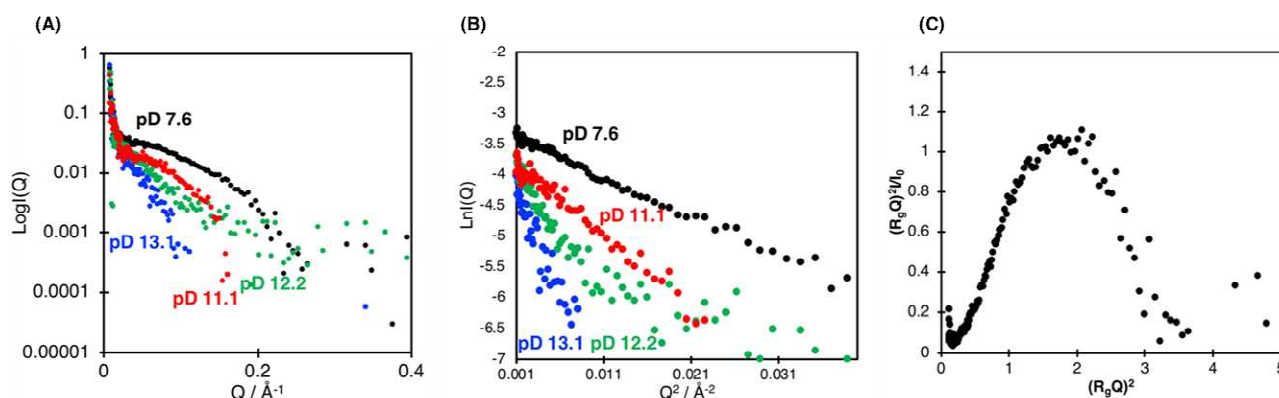 (A)
LogI(Q)
1
0.1
0.01
0.001
0.0001
0.00001
pD 7.6
pD 13.1
pD 11.1
pD 12.2
0
0.2
0.4
Q / Å⁻¹
(B)
LnI(Q)
-2
-2.5
-3
-3.5
-4
-4.5
-5
-5.5
-6
-6.5
-7
pD 7.6
pD 11.1
pD 13.1
pD 12.2
0.001
0.011
0.021
0.031
Q² / Å⁻²
(C)
(RgQ)²I/I₀
1.4
1.2
1
0.8
0.6
0.4
0.2
0
0
1
2
3
4
5
(RgQ)²